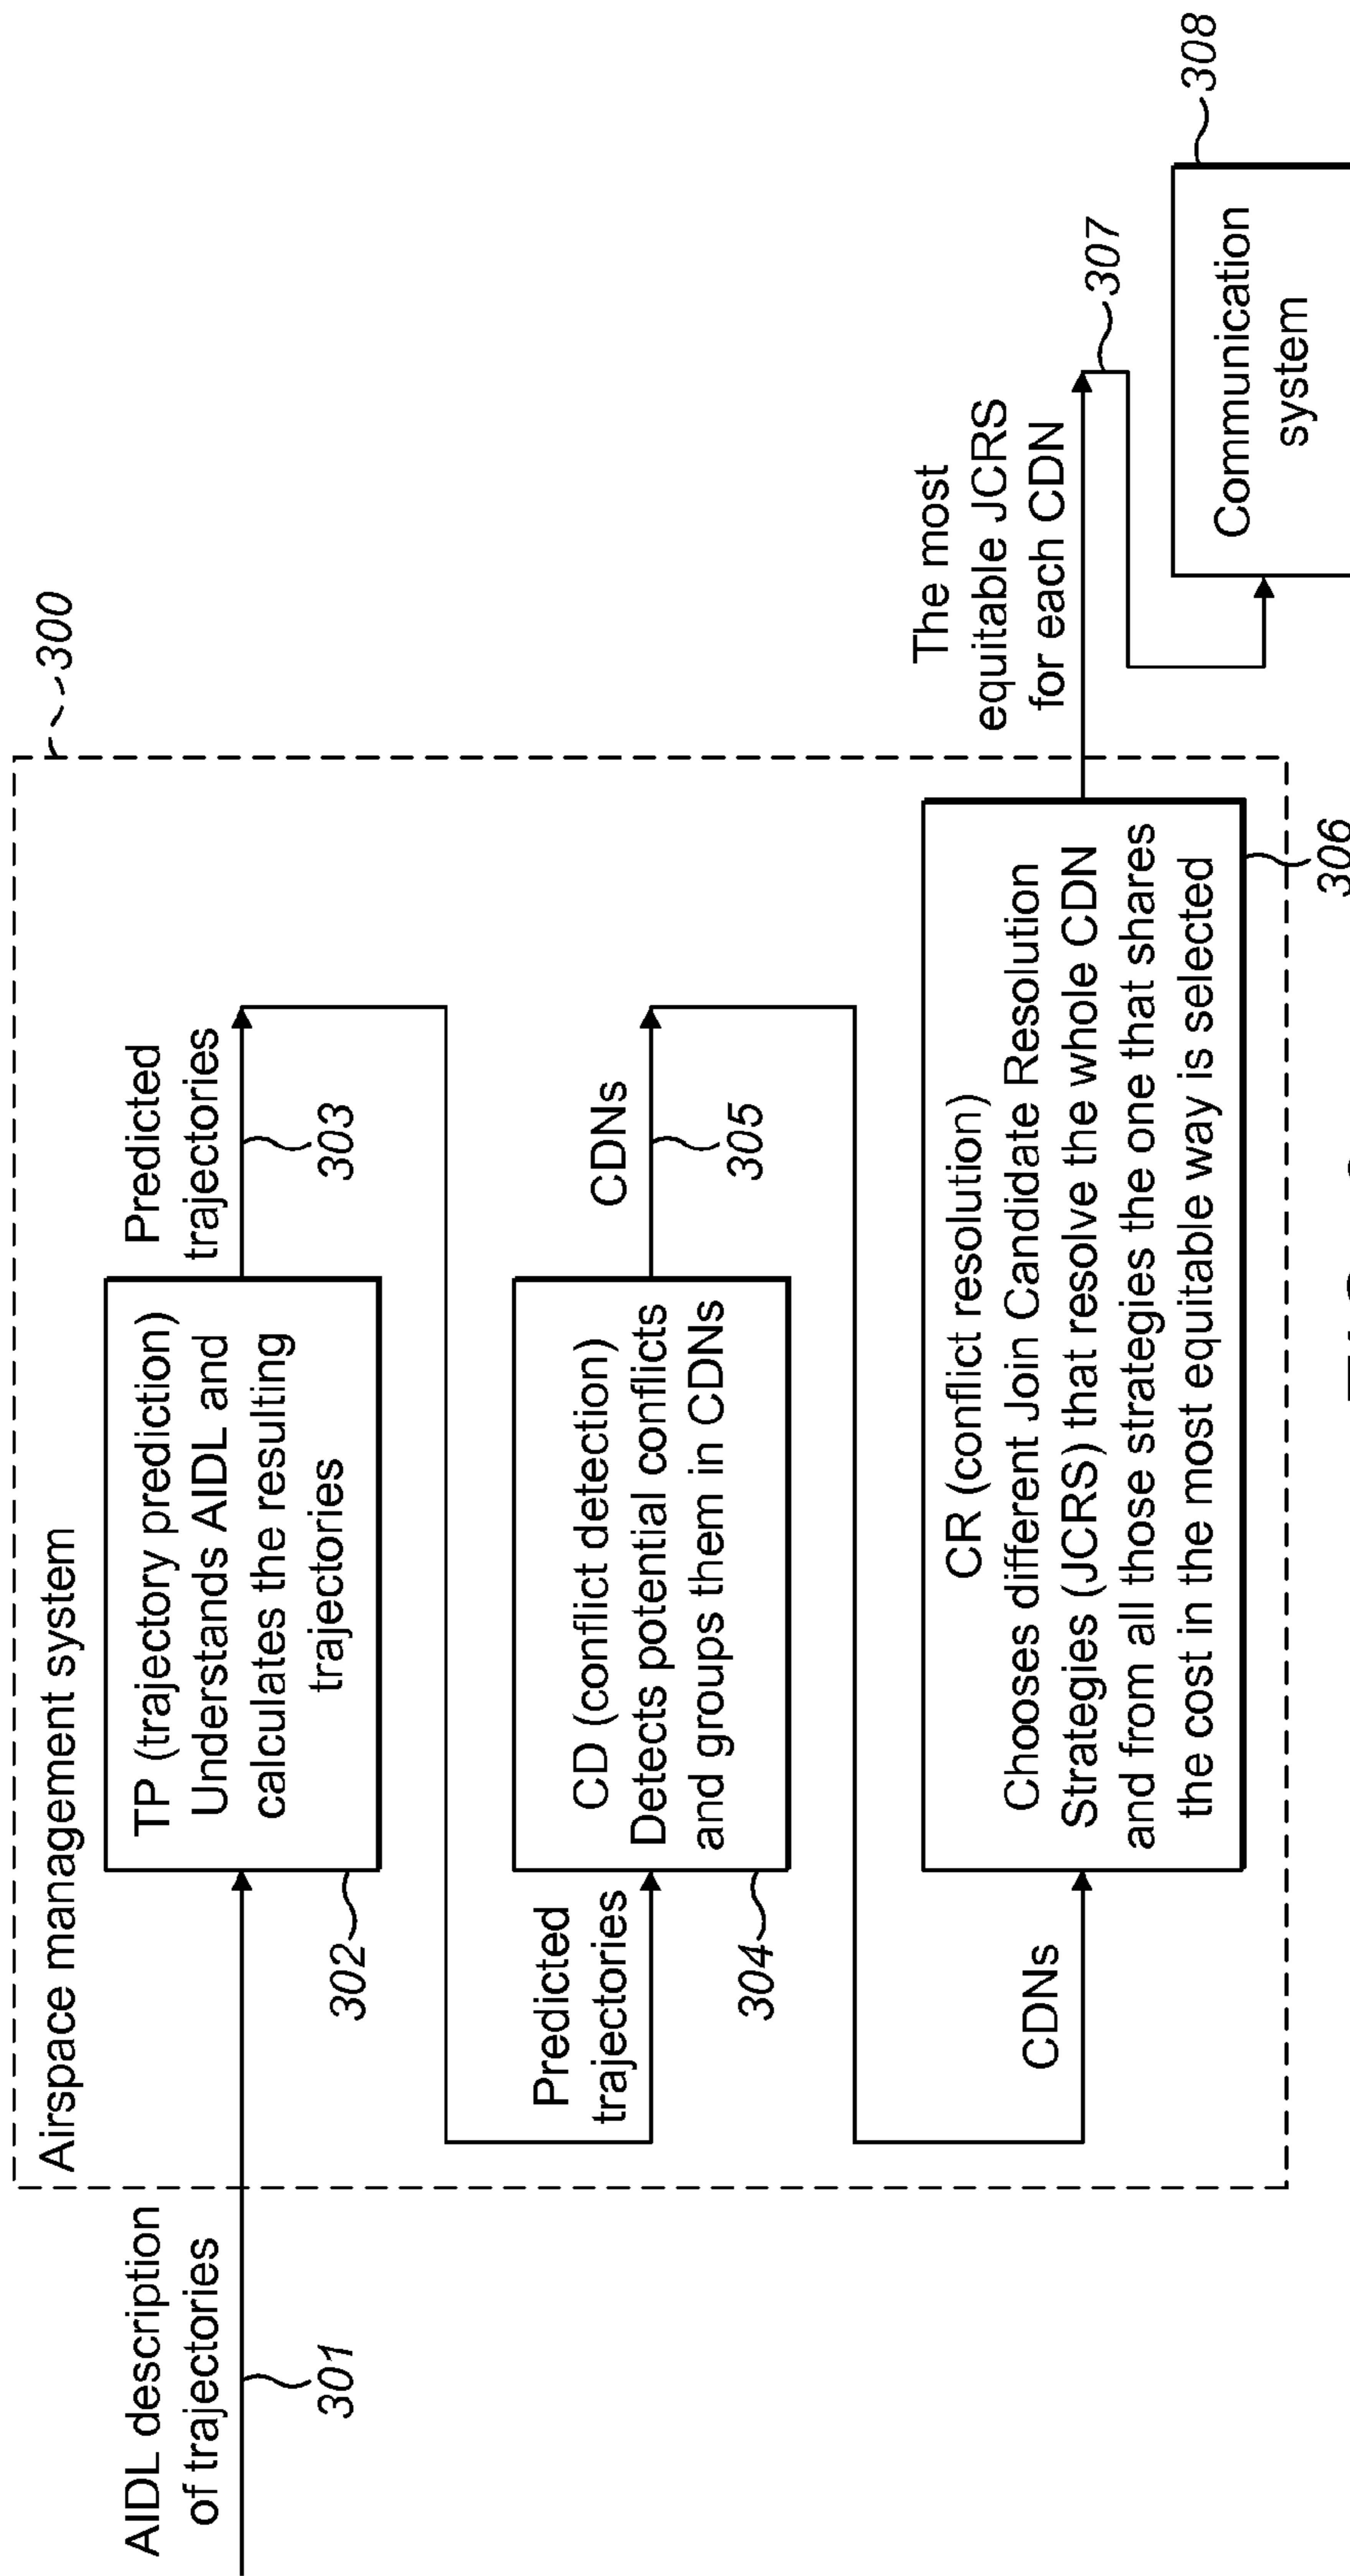 300
Airspace management system
AIDL description
of trajectories
301
TP (trajectory prediction)
Understands AIDL and
calculates the resulting
trajectories
302
Predicted
trajectories
303
Predicted
trajectories
CD (conflict detection)
Detects potential conflicts
and groups them in CDNs
304
CDNs
305
CDNs
CR (conflict resolution)
Chooses different Join Candidate Resolution
Strategies (JCRS) that resolve the whole CDN
and from all those strategies the one that shares
the cost in the most equitable way is selected
306
The most
equitable JCRS
for each CDN
307
Communication
system
308